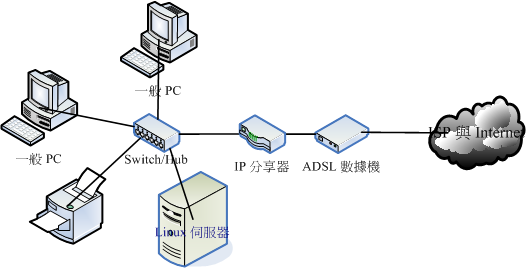 一般 PC
一般 PC
Switch/Hub
IP 分享器
ADSL 數據機
ISP 與 Internet
Linux 伺服器